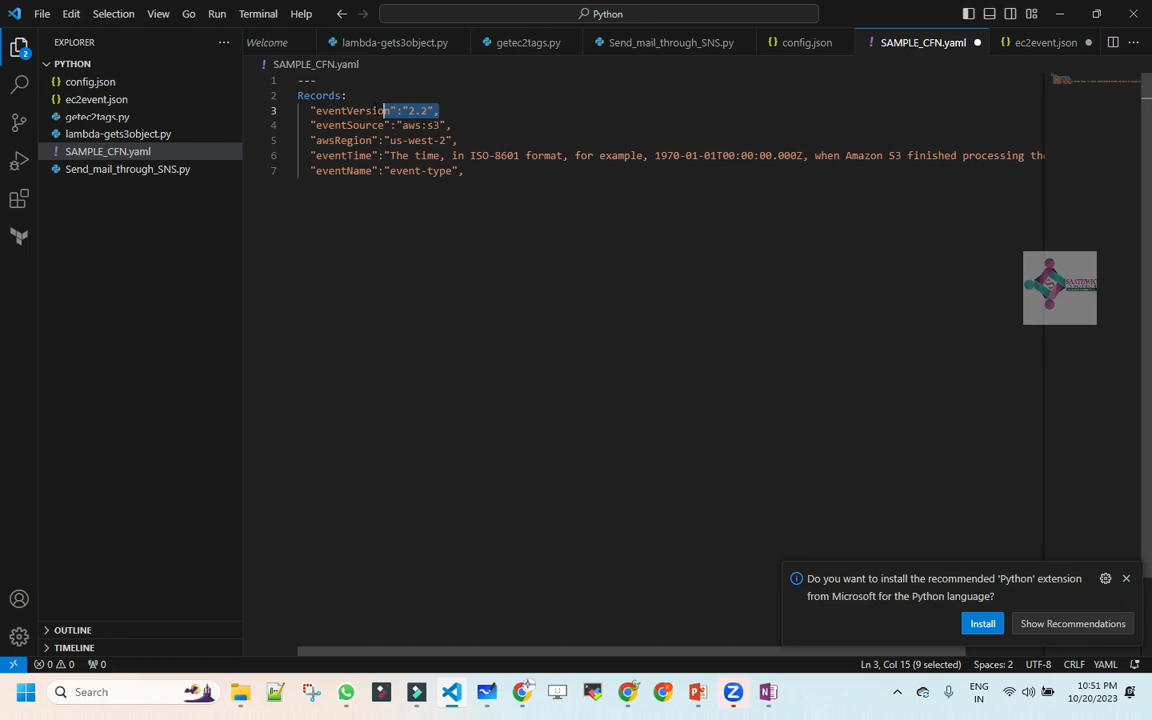 File Edit Selection View Go Run Terminal Help
Python
EXPLORER
Welcome
lambda-gets3object.py
getec2tags.py
Send_mail_through_SNS.py
config.json
SAMPLE_CFN.yaml
ec2event.json
PYTHON
config.json
ec2event.json
getec2tags.py
lambda-gets3object.py
SAMPLE_CFN.yaml
Send_mail_through_SNS.py
SAMPLE_CFN.yaml
1 ---
2 Records:
3 "eventVersion":"2.2",
4 "eventSource":"aws:s3",
5 "awsRegion":"us-west-2",
6 "eventTime":"The time, in ISO-8601 format, for example, 1970-01-01T00:00:00.000Z, when Amazon S3 finished processing the
7 "eventName":"event-type",
Do you want to install the recommended 'Python' extension
from Microsoft for the Python language?
Install
Show Recommendations
OUTLINE
TIMELINE
0 0 0
Ln 3, Col 15 (9 selected)
Spaces: 2
UTF-8
CRLF
YAML
Search
ENG
IN
10:51 PM
10/20/2023